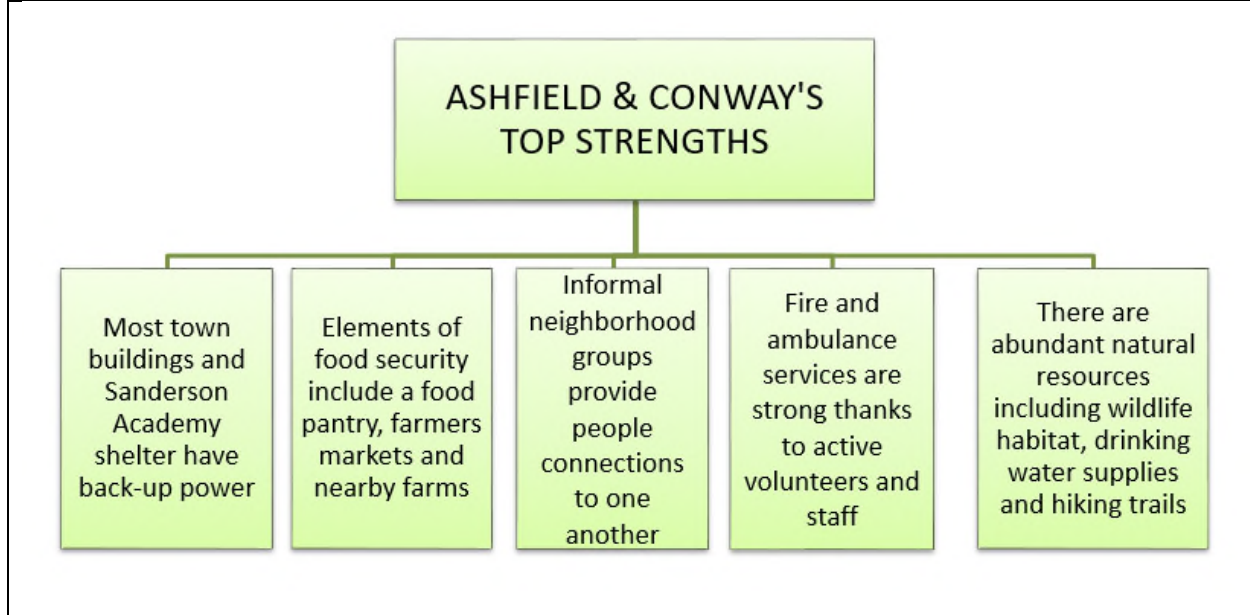 ASHFIELD & CONWAY'S
TOP STRENGTHS
Most town
buildings and
Sanderson
Academy
shelter have
back-up power
Elements of
food security
include a food
pantry, farmers
markets and
nearby farms
Informal
neighborhood
groups
provide
people
connections
to one
another
Fire and
ambulance
services are
strong thanks
to active
volunteers and
staff
There are
abundant natural
resources
including wildlife
habitat, drinking
water supplies
and hiking trails